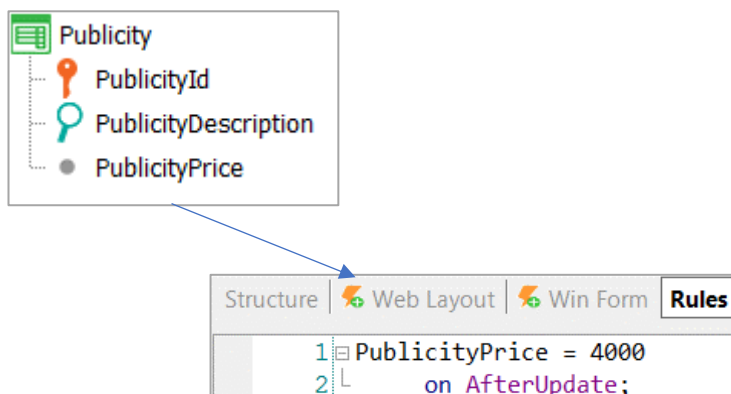 Publicity
PublicityId
PublicityDescription
PublicityPrice
Structure Web Layout Win Form Rules
1 PublicityPrice = 4000
2 on AfterUpdate;